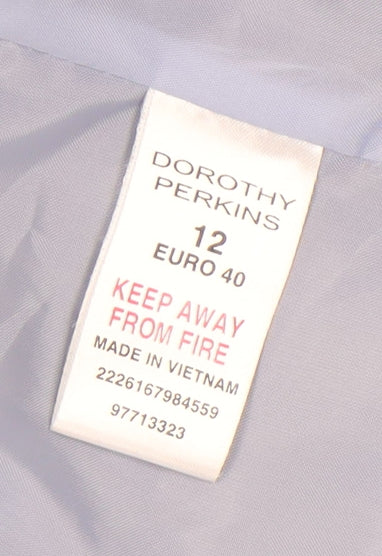 DOROTHY
PERKINS
12
EURO 40
KEEP AWAY
FROM FIRE
MADE IN VIETNAM
2226167984559
97713323